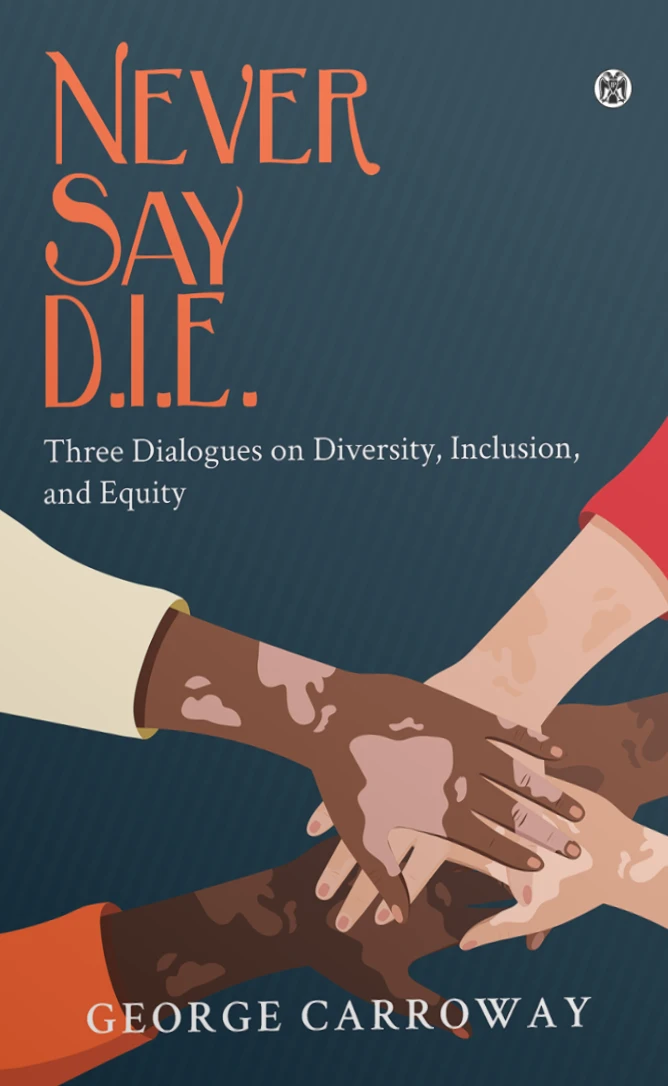 NEVER
SAY
D.I.E.
Three Dialogues on Diversity, Inclusion,
and Equity
GEORGE CARROWAY